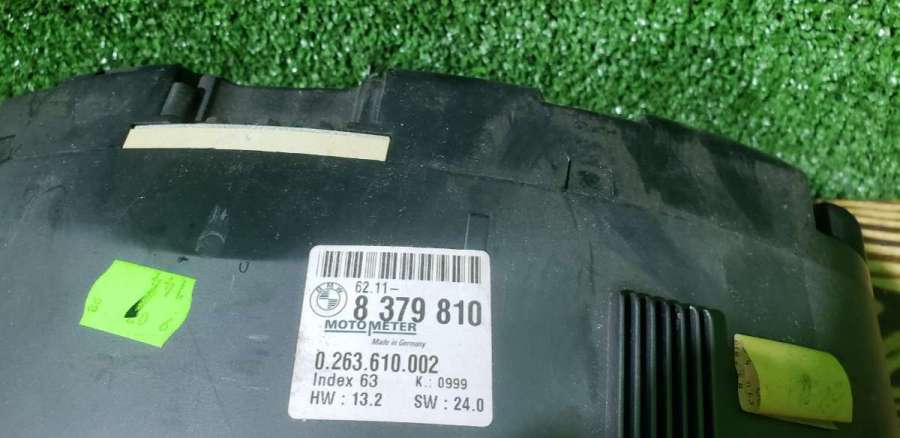 62.11-
BMW
8 379 810
MOTOMETER
Made in Germany
0.263.610.002
Index 63 K.: 0999
HW : 13.2 SW : 24.0